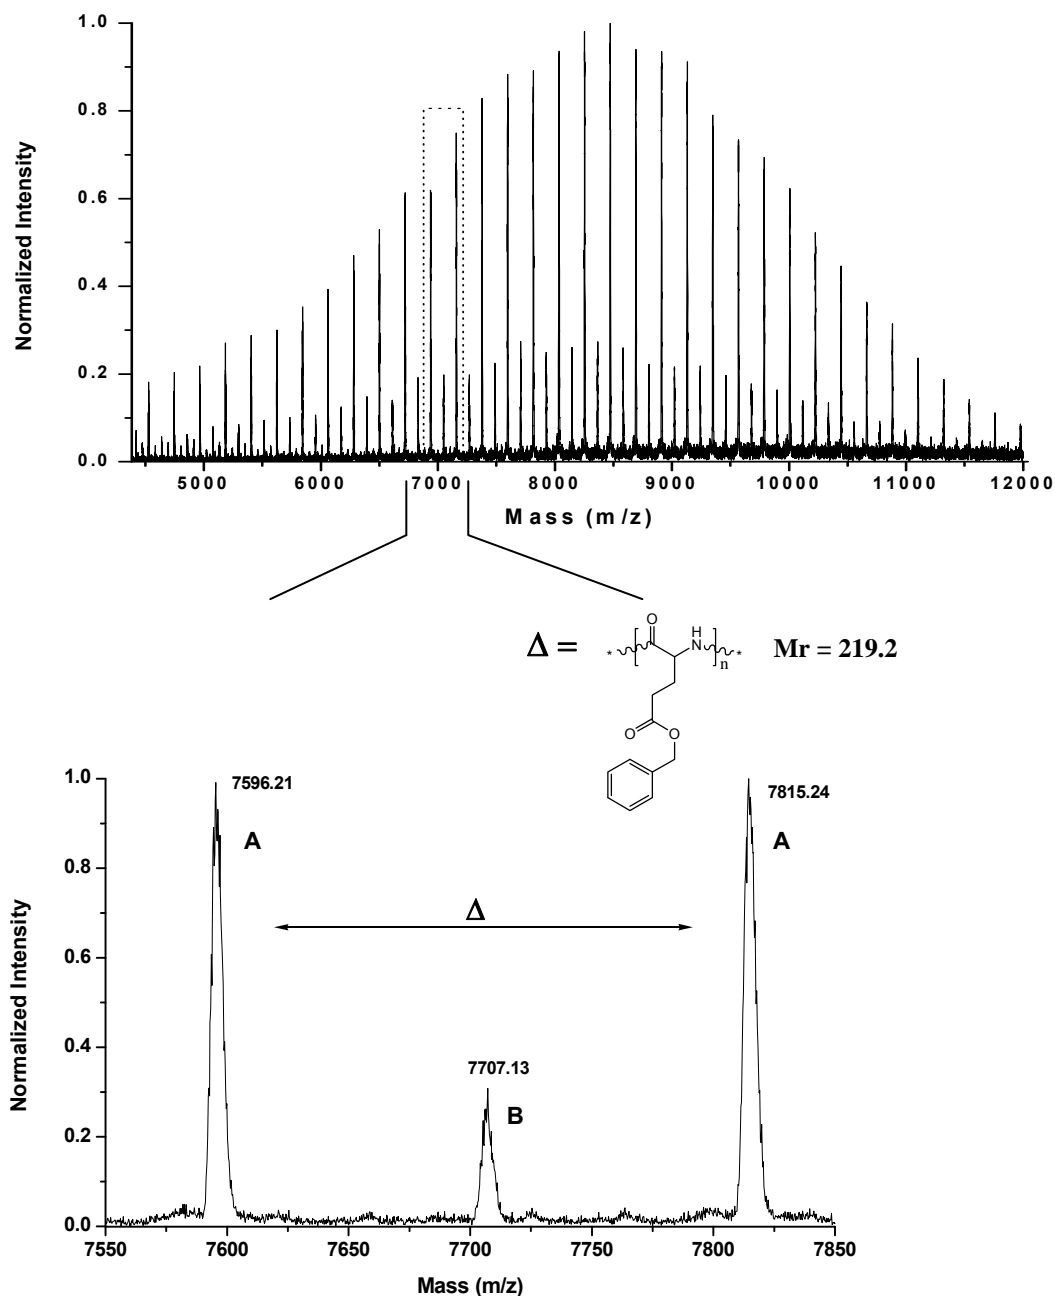 1.0
0.8
0.6
0.4
0.2
0.0
Normalized Intensity
5000 6000 7000 8000 9000 10000 11000 12000
Mass (m/z)
Δ = * [ O H N ] n * Mr = 219.2
O
O
1.0
0.8
0.6
0.4
0.2
0.0
Normalized Intensity
7596.21
A
Δ
7707.13
B
7815.24
A
7550 7600 7650 7700 7750 7800 7850
Mass (m/z)